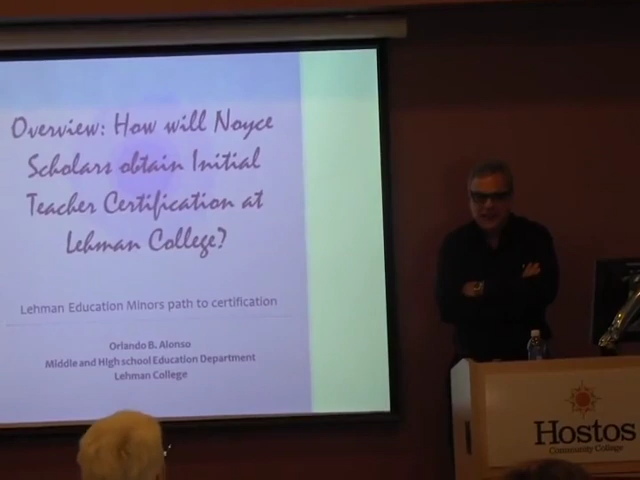 Overview: How will Noyce
Scholars obtain Initial
Teacher Certification at
Lehman College?
Lehman Education Minors path to certification
Orlando B. Alonso
Middle and High school Education Department
Lehman College
Hostos
Community College